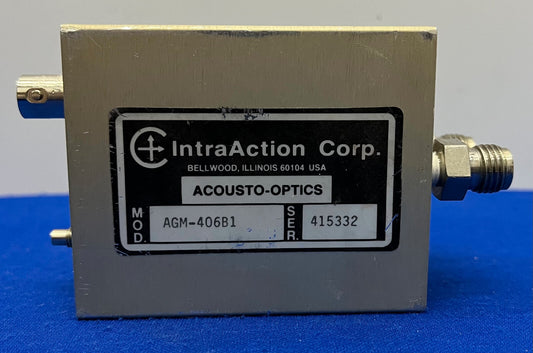 IntraAction Corp.
BELLWOOD, ILLINOIS 60104 USA
ACOUSTO-OPTICS
MOD. AGM-406B1 SER. 415332